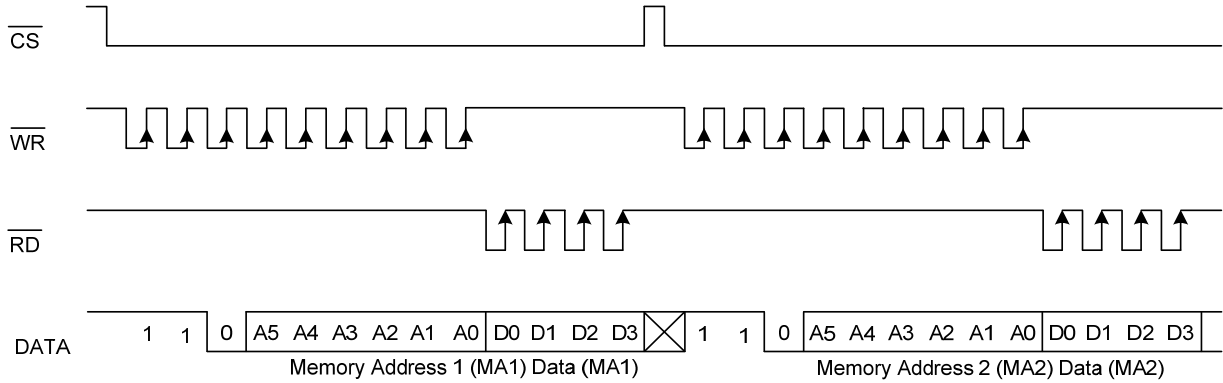 CS
WR
RD
DATA 1 1 0 A5 A4 A3 A2 A1 A0 D0 D1 D2 D3 1 1 0 A5 A4 A3 A2 A1 A0 D0 D1 D2 D3
Memory Address 1 (MA1) Data (MA1) Memory Address 2 (MA2) Data (MA2)